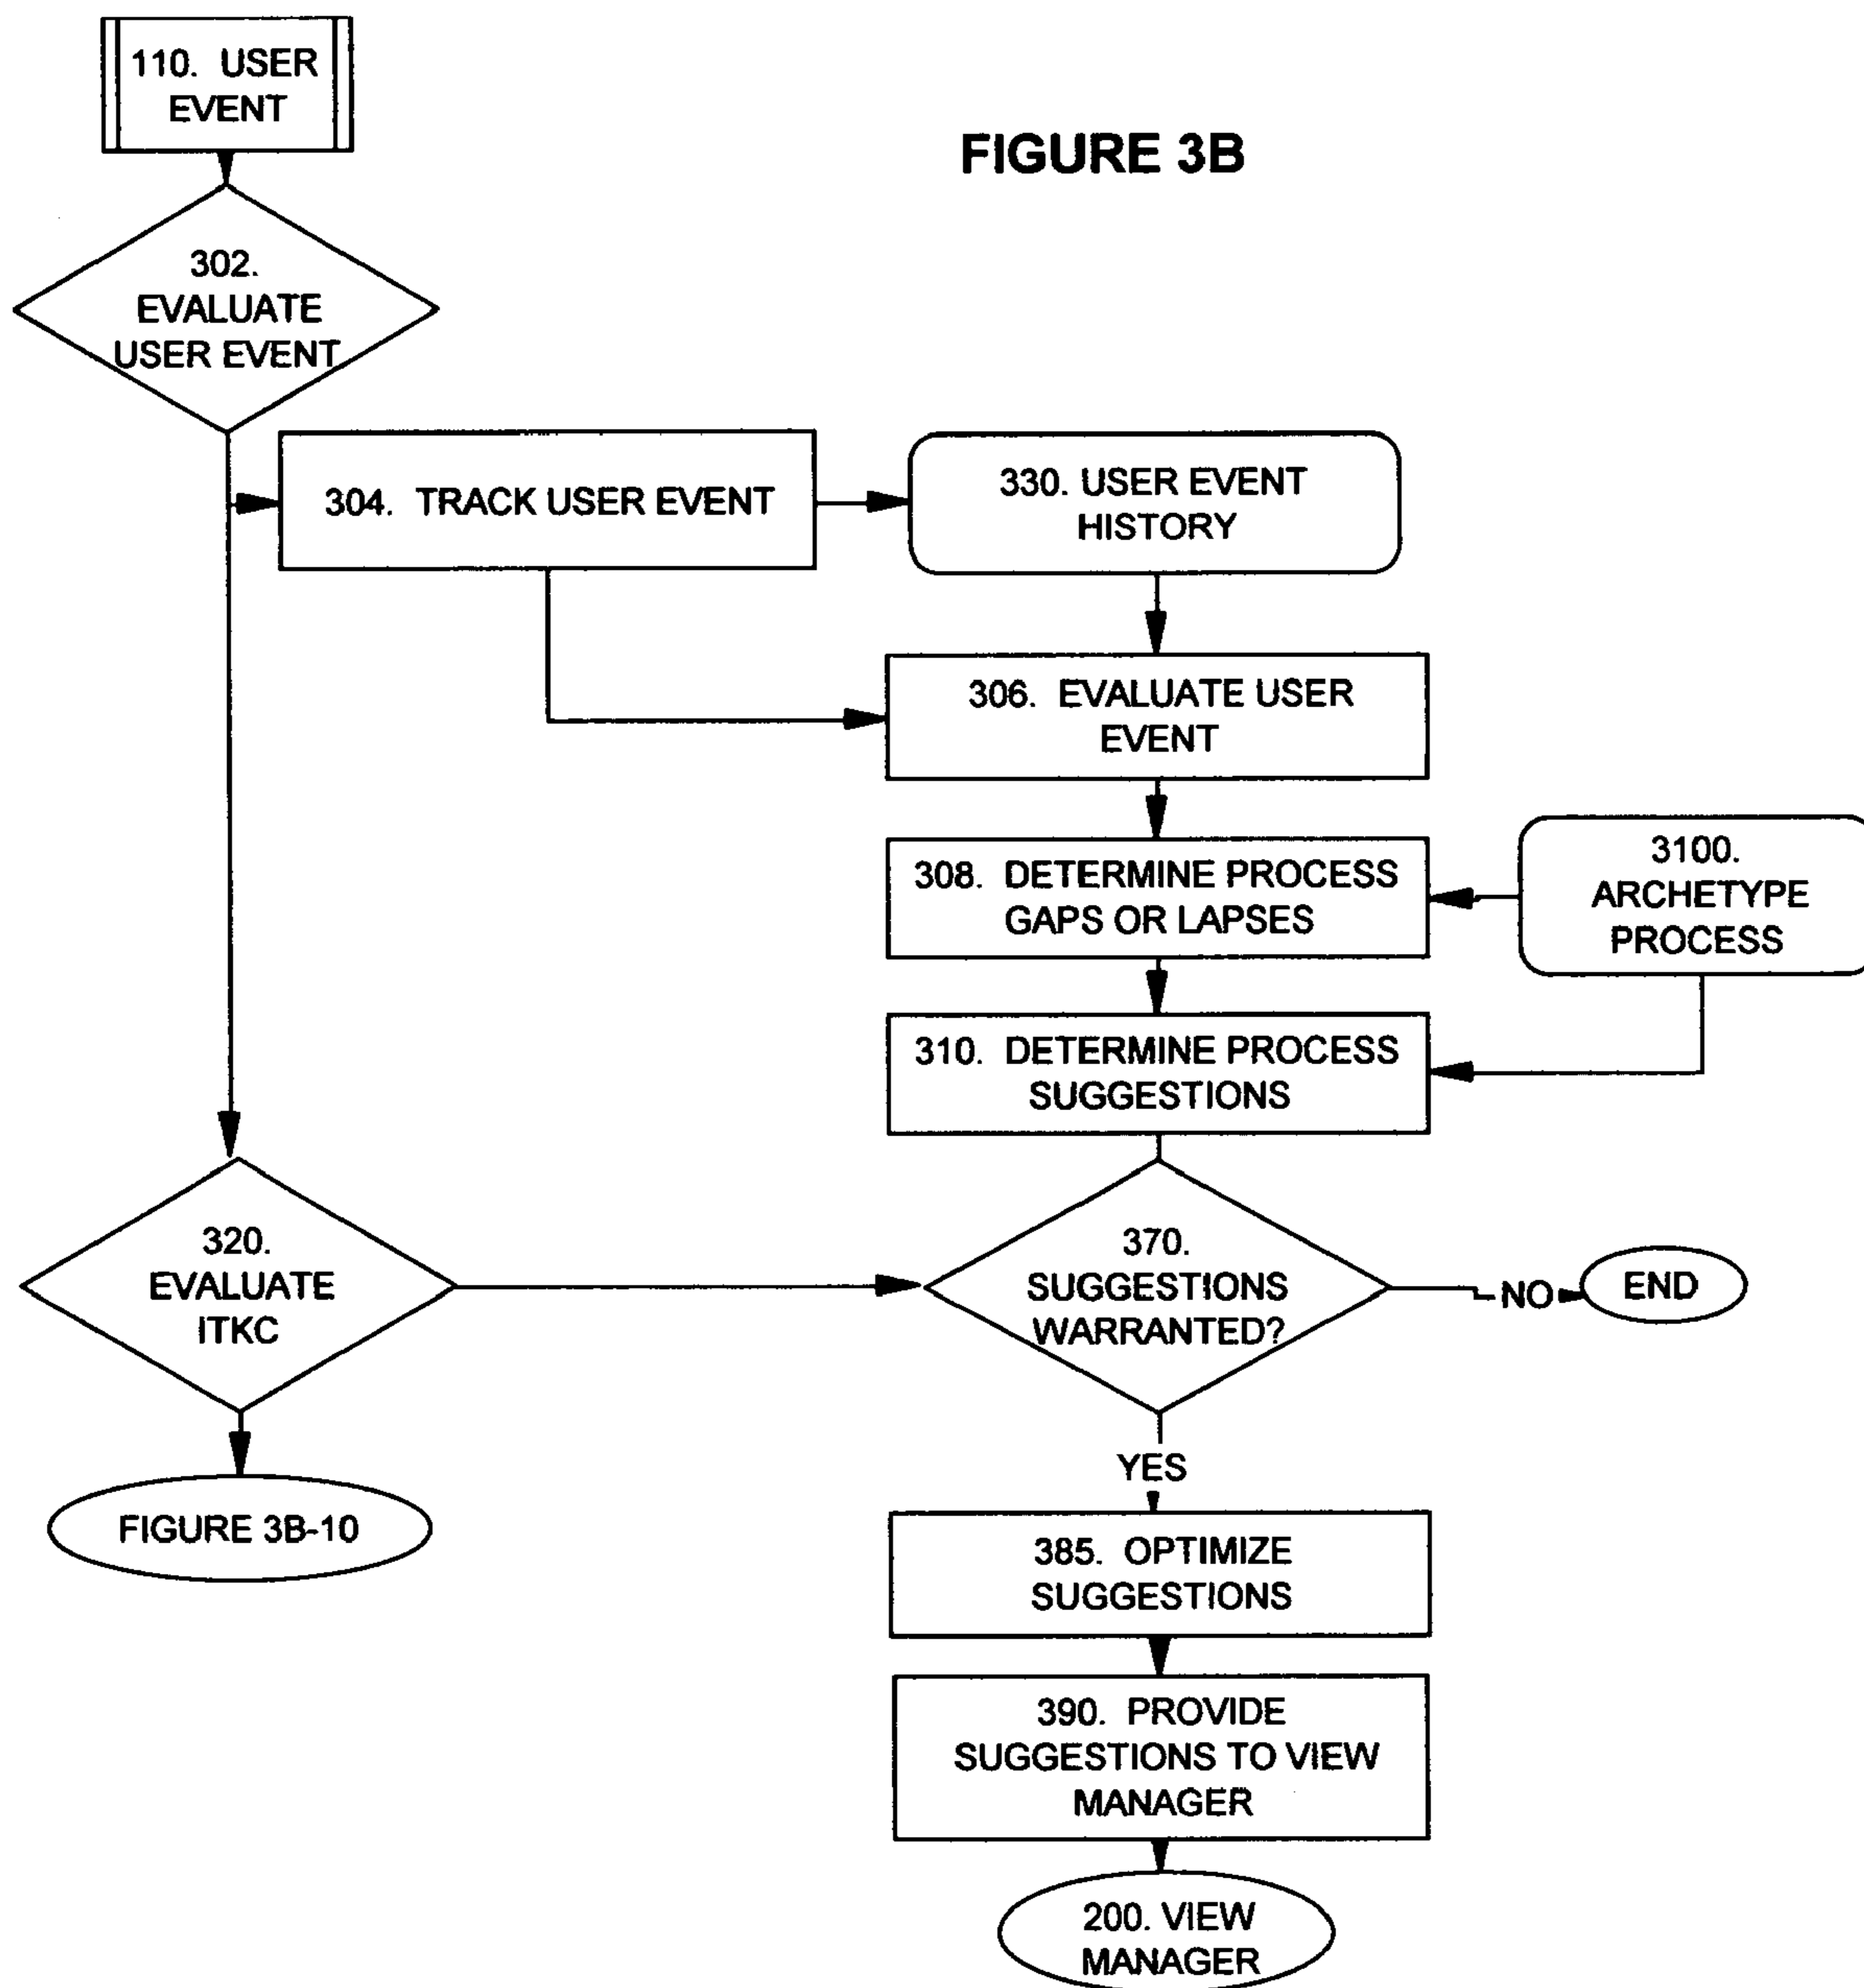 110. USER
EVENT
FIGURE 3B
302.
EVALUATE
USER EVENT
304. TRACK USER EVENT
330. USER EVENT
HISTORY
306. EVALUATE USER
EVENT
308. DETERMINE PROCESS
GAPS OR LAPSES
3100.
ARCHETYPE
PROCESS
310. DETERMINE PROCESS
SUGGESTIONS
320.
EVALUATE
ITKC
370.
SUGGESTIONS
WARRANTED?
NO
END
YES
FIGURE 3B-10
385. OPTIMIZE
SUGGESTIONS
390. PROVIDE
SUGGESTIONS TO VIEW
MANAGER
200. VIEW
MANAGER